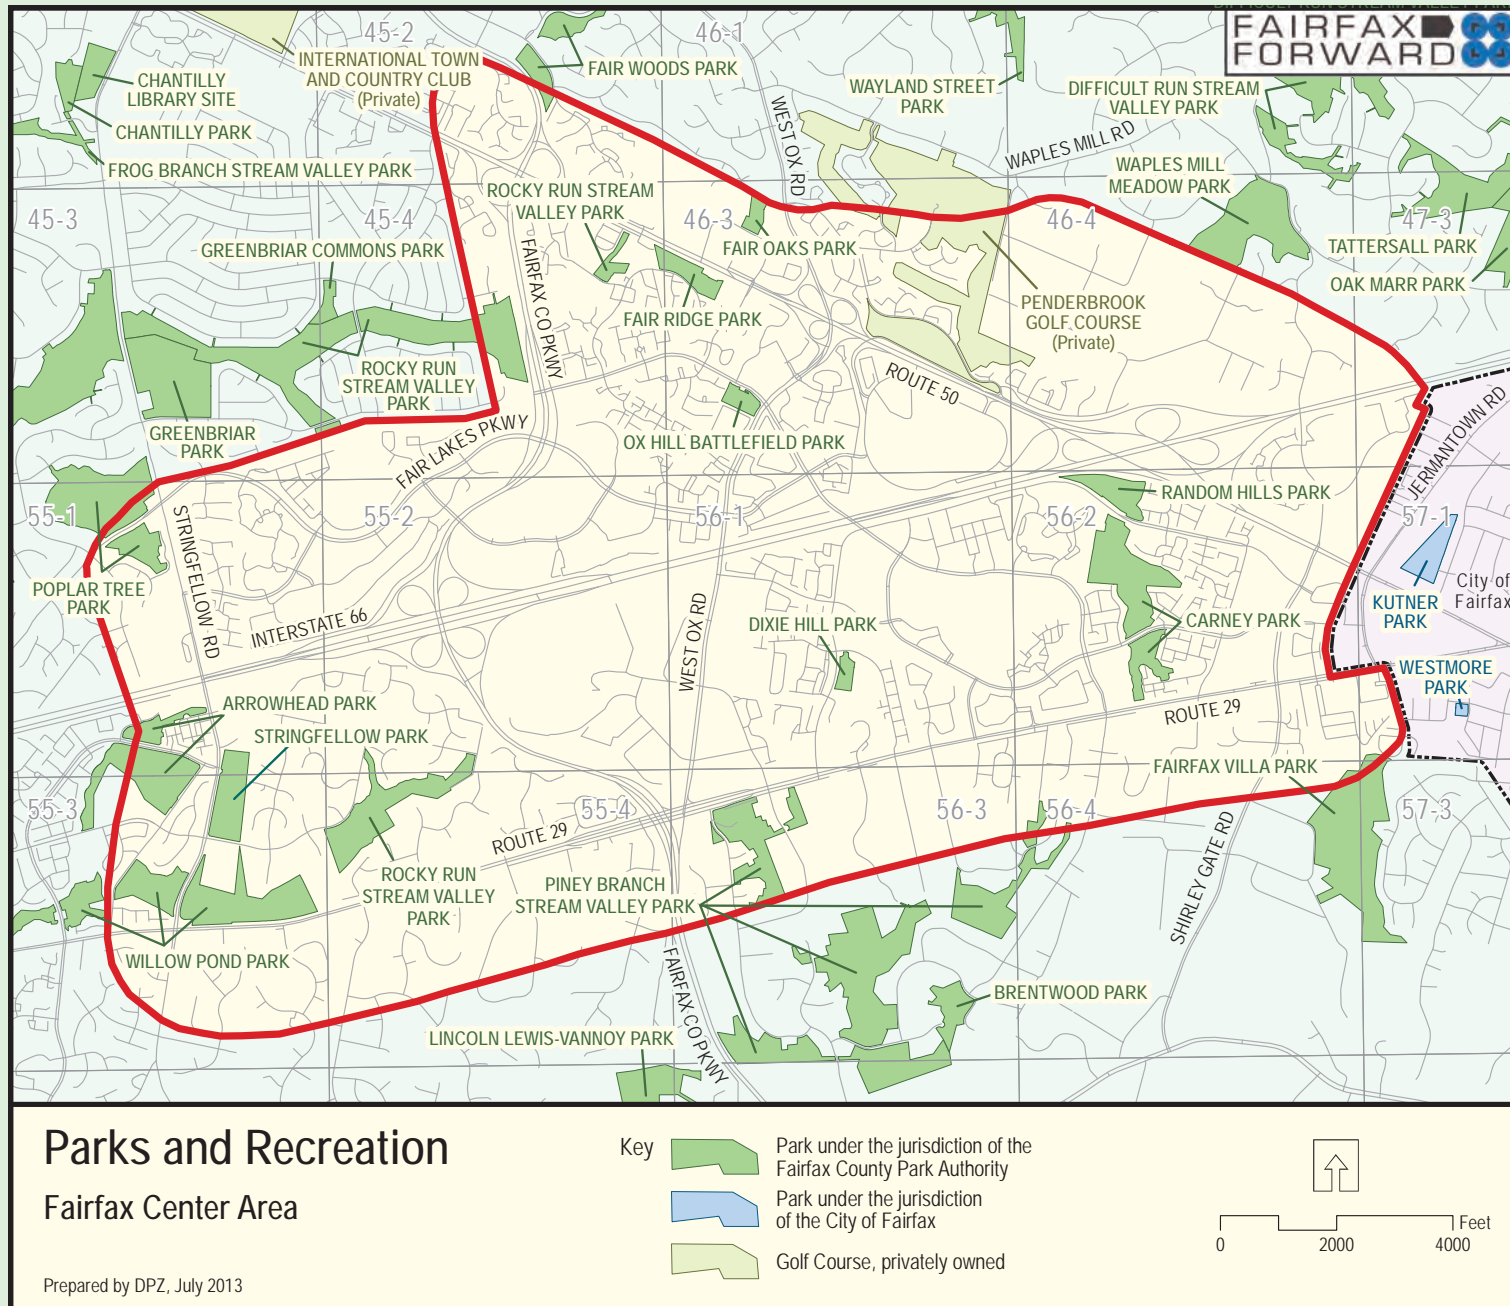 DIFFICULT RUN STREAM VALLEY PARK
FAIRFAX
FORWARD
45-2
46-1
INTERNATIONAL TOWN
AND COUNTRY CLUB
(Private)
FAIR WOODS PARK
CHANTILLY
LIBRARY SITE
CHANTILLY PARK
FROG BRANCH STREAM VALLEY PARK
WAYLAND STREET
PARK
DIFFICULT RUN STREAM
VALLEY PARK
WEST OX RD
WAPLES MILL RD
WAPLES MILL
MEADOW PARK
45-3
45-4
ROCKY RUN STREAM
VALLEY PARK
46-3
46-4
47-3
GREENBRIAR COMMONS PARK
FAIR OAKS PARK
TATTERSALL PARK
OAK MARR PARK
FAIRFAX CO PKWY
FAIR RIDGE PARK
PENDERBROOK
GOLF COURSE
(Private)
ROCKY RUN
STREAM VALLEY
PARK
ROUTE 50
GREENBRIAR
PARK
FAIR LAKES PKWY
OX HILL BATTLEFIELD PARK
JERMANTOWN RD
RANDOM HILLS PARK
55-1
55-2
56-1
56-2
57-1
STRINGFELLOW RD
POPLAR TREE
PARK
City of
Fairfax
KUTNER
PARK
INTERSTATE 66
WEST OX RD
DIXIE HILL PARK
CARNEY PARK
WESTMORE
PARK
ARROWHEAD PARK
STRINGFELLOW PARK
ROUTE 29
FAIRFAX VILLA PARK
55-3
55-4
56-3
56-4
57-3
ROUTE 29
SHIRLEY GATE RD
ROCKY RUN
STREAM VALLEY
PARK
PINEY BRANCH
STREAM VALLEY PARK
WILLOW POND PARK
FAIRFAX CO PKWY
BRENTWOOD PARK
LINCOLN LEWIS-VANNOY PARK
Parks and Recreation
Fairfax Center Area
Prepared by DPZ, July 2013
Key
Park under the jurisdiction of the
Fairfax County Park Authority
Park under the jurisdiction
of the City of Fairfax
Golf Course, privately owned
Feet
0 2000 4000